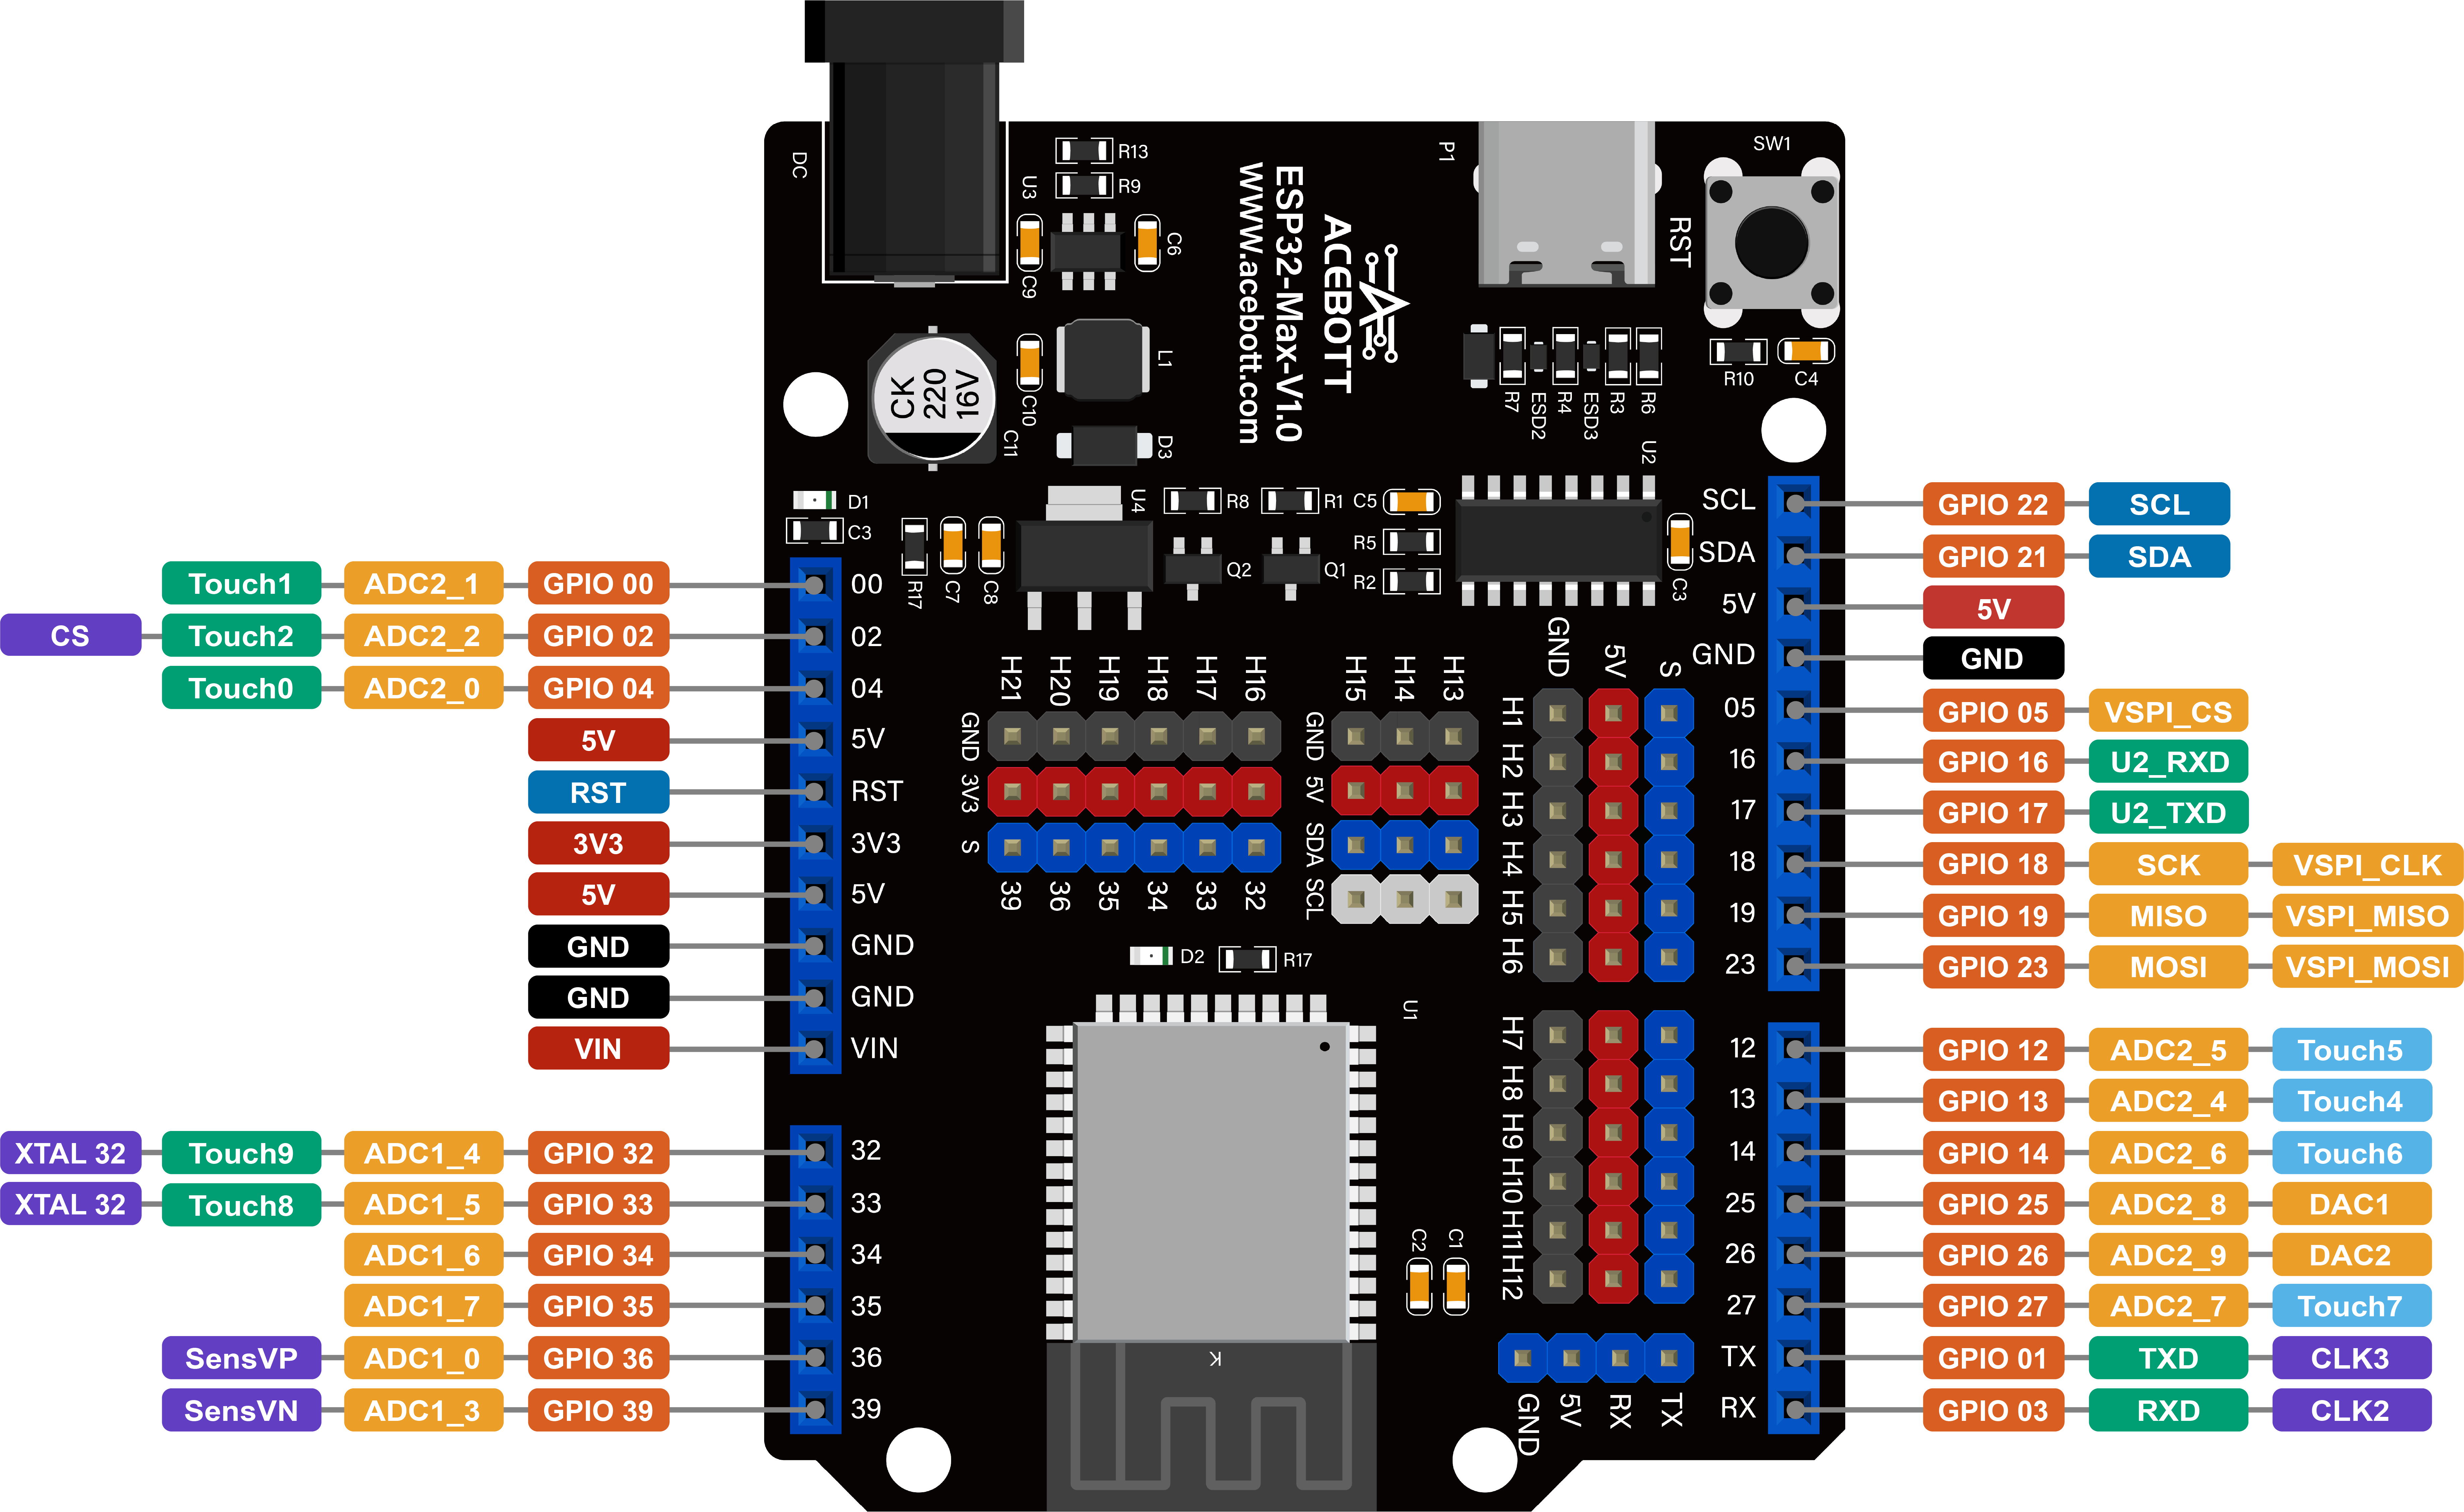 DC
R13
R9
U3
C9
C6
ESP32-Max-V1.0
WWW.acebott.com
ACEBOTT
P1
SW1
RST
CK
220
16V
C11
C10
L1
D3
R7
ESD2
R4
ESD3
R3
R6
R10
C4
U2
D1
C3
R17
C7
C8
U4
R8
R1
C5
Q2
Q1
R5
R2
C3
Touch1 ADC2_1 GPIO 00 00
CS Touch2 ADC2_2 GPIO 02 02
Touch0 ADC2_0 GPIO 04 04
5V 5V
RST RST
3V3 3V3
5V 5V
GND GND
GND GND
VIN VIN
XTAL 32 Touch9 ADC1_4 GPIO 32 32
XTAL 32 Touch8 ADC1_5 GPIO 33 33
ADC1_6 GPIO 34 34
ADC1_7 GPIO 35 35
SensVP ADC1_0 GPIO 36 36
SensVN ADC1_3 GPIO 39 39
H21 H20 H19 H18 H17 H16
GND
3V3
S
39 36 35 34 33 32
H15 H14 H13
GND
5V
SDA
SCL
GND 5V S
H1
H2
H3
H4
H5
H6
H7
H8
H9
H10
H11
H12
D2
R17
U1
C2
C1
K
GND 5V RX TX
SCL GPIO 22 SCL
SDA GPIO 21 SDA
5V 5V
GND GND
05 GPIO 05 VSPI_CS
16 GPIO 16 U2_RXD
17 GPIO 17 U2_TXD
18 GPIO 18 SCK VSPI_CLK
19 GPIO 19 MISO VSPI_MISO
23 GPIO 23 MOSI VSPI_MOSI
12 GPIO 12 ADC2_5 Touch5
13 GPIO 13 ADC2_4 Touch4
14 GPIO 14 ADC2_6 Touch6
25 GPIO 25 ADC2_8 DAC1
26 GPIO 26 ADC2_9 DAC2
27 GPIO 27 ADC2_7 Touch7
TX GPIO 01 TXD CLK3
RX GPIO 03 RXD CLK2